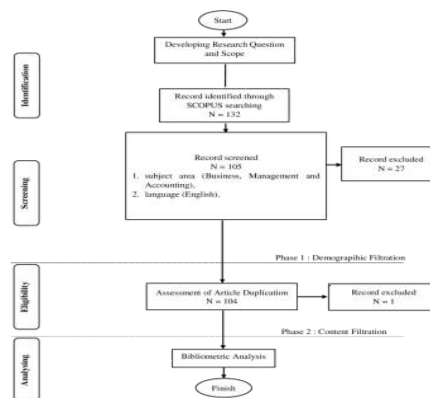 Start
Identification
Developing Research Question
and Scope
Record identified through
SCOPUS searching
N = 132
Screening
Record screened
N = 105
1. subject area (Business, Management and
Accounting),
2. language (English),
Record excluded
N = 27
Phase 1 : Demograpihic Filtration
Eligibility
Assessment of Article Duplication
N = 104
Record excluded
N = 1
Phase 2 : Content Filtration
Analysing
Bibliometric Analysis
Finish